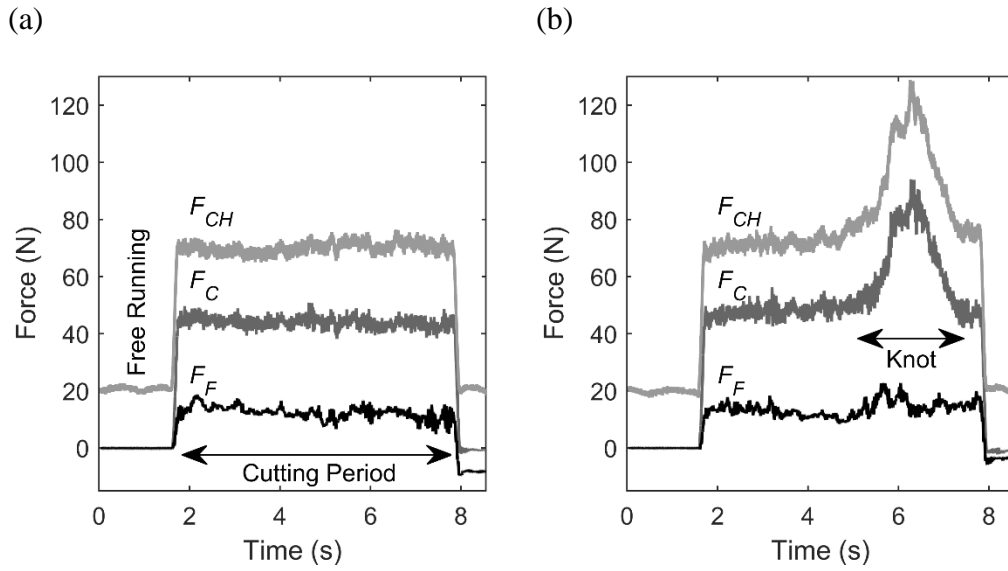 (a)
Force (N)
120
100
80
60
40
20
0
Free Running
F_CH
F_C
F_F
Cutting Period
0 2 4 6 8
Time (s)
(b)
Force (N)
120
100
80
60
40
20
0
F_CH
F_C
Knot
F_F
0 2 4 6 8
Time (s)